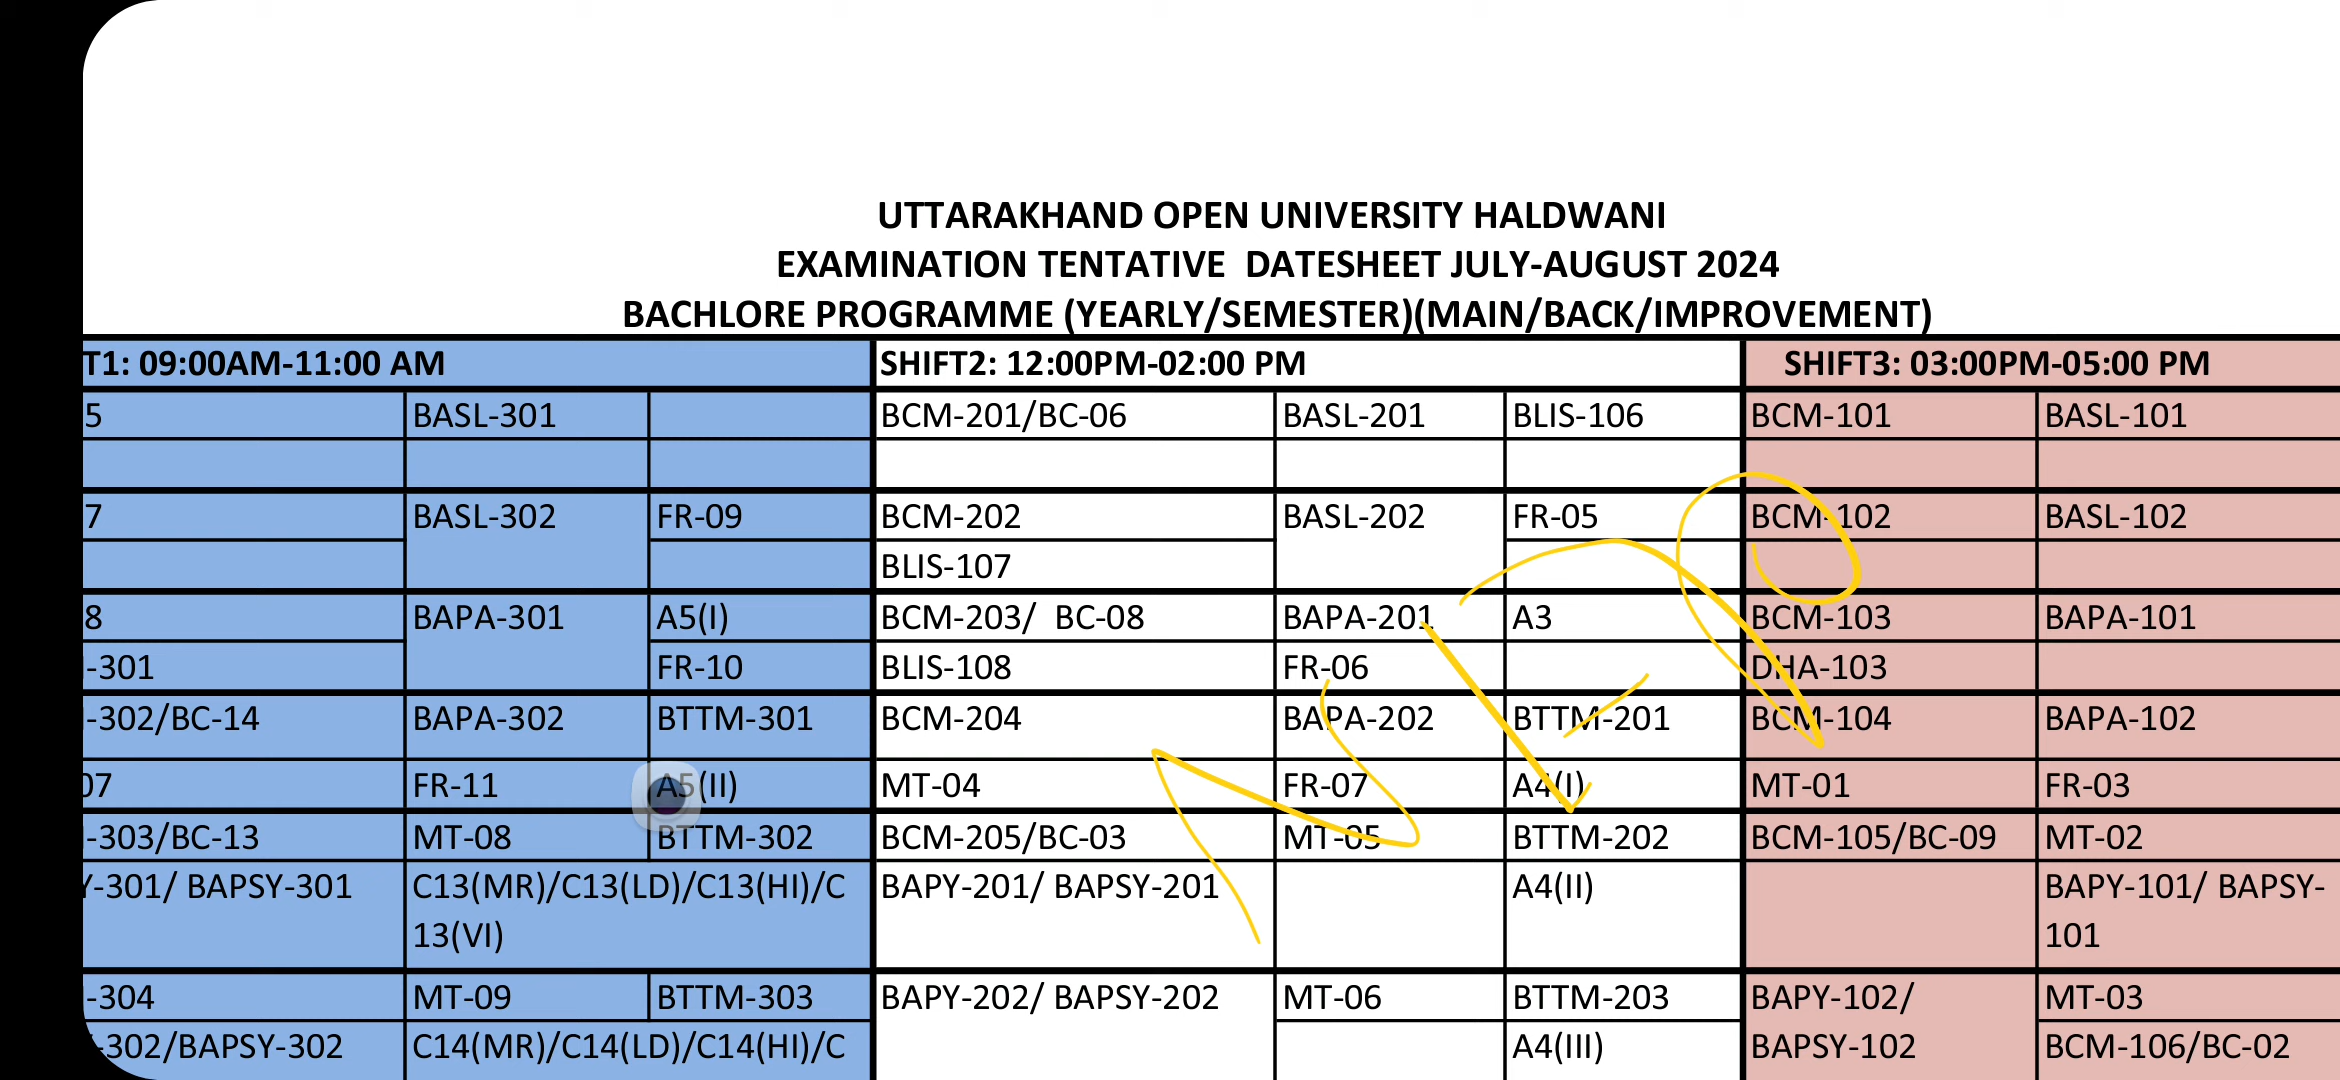 UTTARAKHAND OPEN UNIVERSITY HALDWANI
EXAMINATION TENTATIVE DATESHEET JULY-AUGUST 2024
BACHLORE PROGRAMME (YEARLY/SEMESTER)(MAIN/BACK/IMPROVEMENT)
T1: 09:00AM-11:00 AM SHIFT2: 12:00PM-02:00 PM SHIFT3: 03:00PM-05:00 PM
5 BASL-301 BCM-201/BC-06 BASL-201 BLIS-106 BCM-101 BASL-101
7 BASL-302 FR-09 BCM-202 BASL-202 FR-05 BCM-102 BASL-102
BLIS-107
8 BAPA-301 A5(I) BCM-203/ BC-08 BAPA-201 A3 BCM-103 BAPA-101
-301 FR-10 BLIS-108 FR-06 DHA-103
-302/BC-14 BAPA-302 BTTM-301 BCM-204 BAPA-202 BTTM-201 BCM-104 BAPA-102
07 FR-11 A5(II) MT-04 FR-07 A4(I) MT-01 FR-03
-303/BC-13 MT-08 BTTM-302 BCM-205/BC-03 MT-05 BTTM-202 BCM-105/BC-09 MT-02
Y-301/ BAPSY-301 C13(MR)/C13(LD)/C13(HI)/C BAPY-201/ BAPSY-201 A4(II) BAPY-101/ BAPSY-
13(VI) 101
-304 MT-09 BTTM-303 BAPY-202/ BAPSY-202 MT-06 BTTM-203 BAPY-102/ MT-03
-302/BAPSY-302 C14(MR)/C14(LD)/C14(HI)/C A4(III) BAPSY-102 BCM-106/BC-02